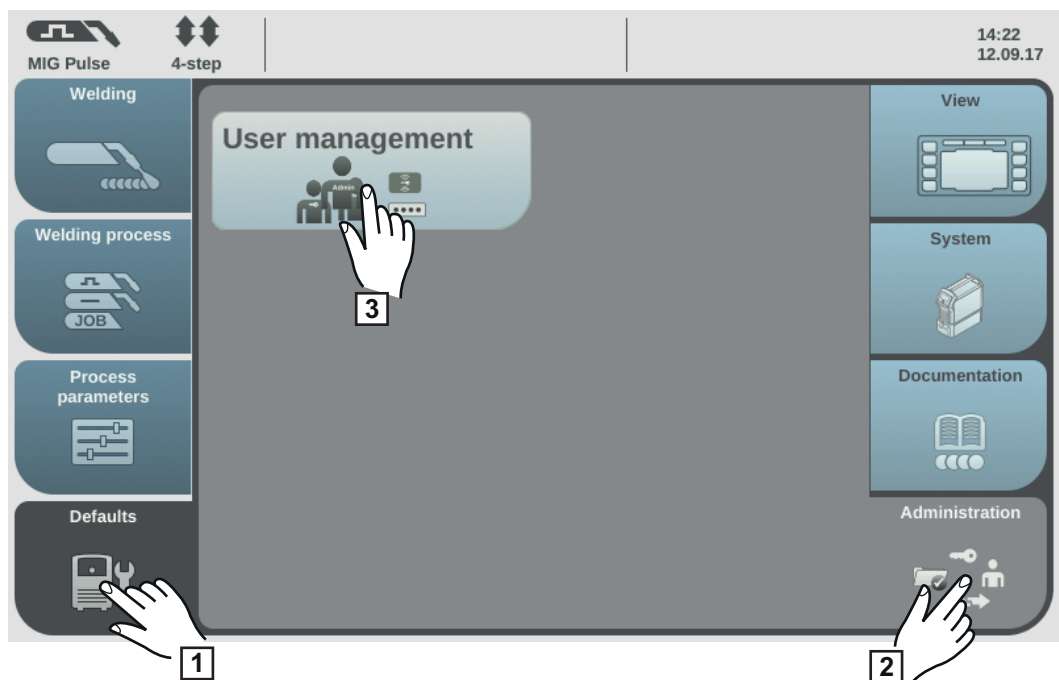 MIG Pulse
4-step
14:22
12.09.17
Welding
User management
Admin
View
Welding process
JOB
System
3
Process
parameters
Documentation
Defaults
Administration
1
2